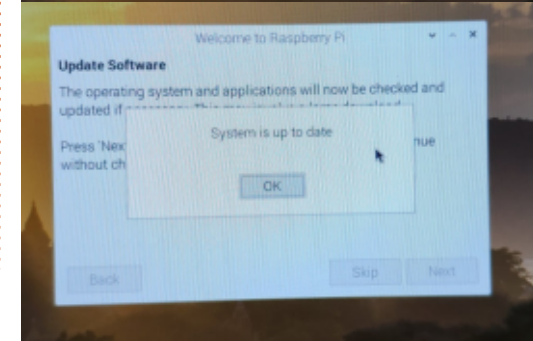 Welcome to Raspberry Pi
Update Software
The operating system and applications will now be checked and
updated if
System is up to date
Press 'Nex
nue
without ch
OK
Back
Skip
Next